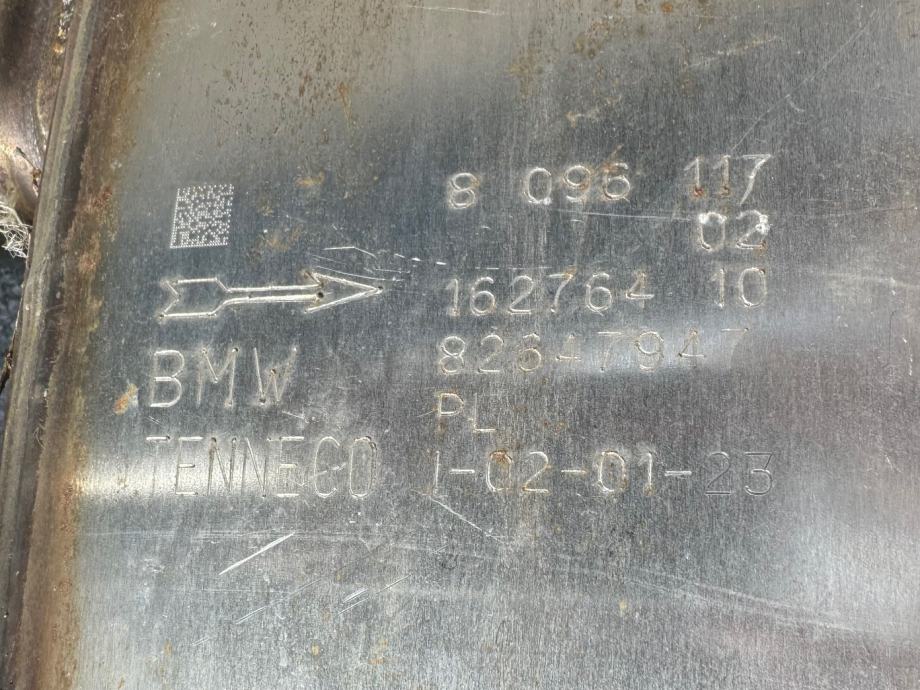 8 096 117
02
162764 10
BMW 82647947
PL
TENNECO 1-02-01-23